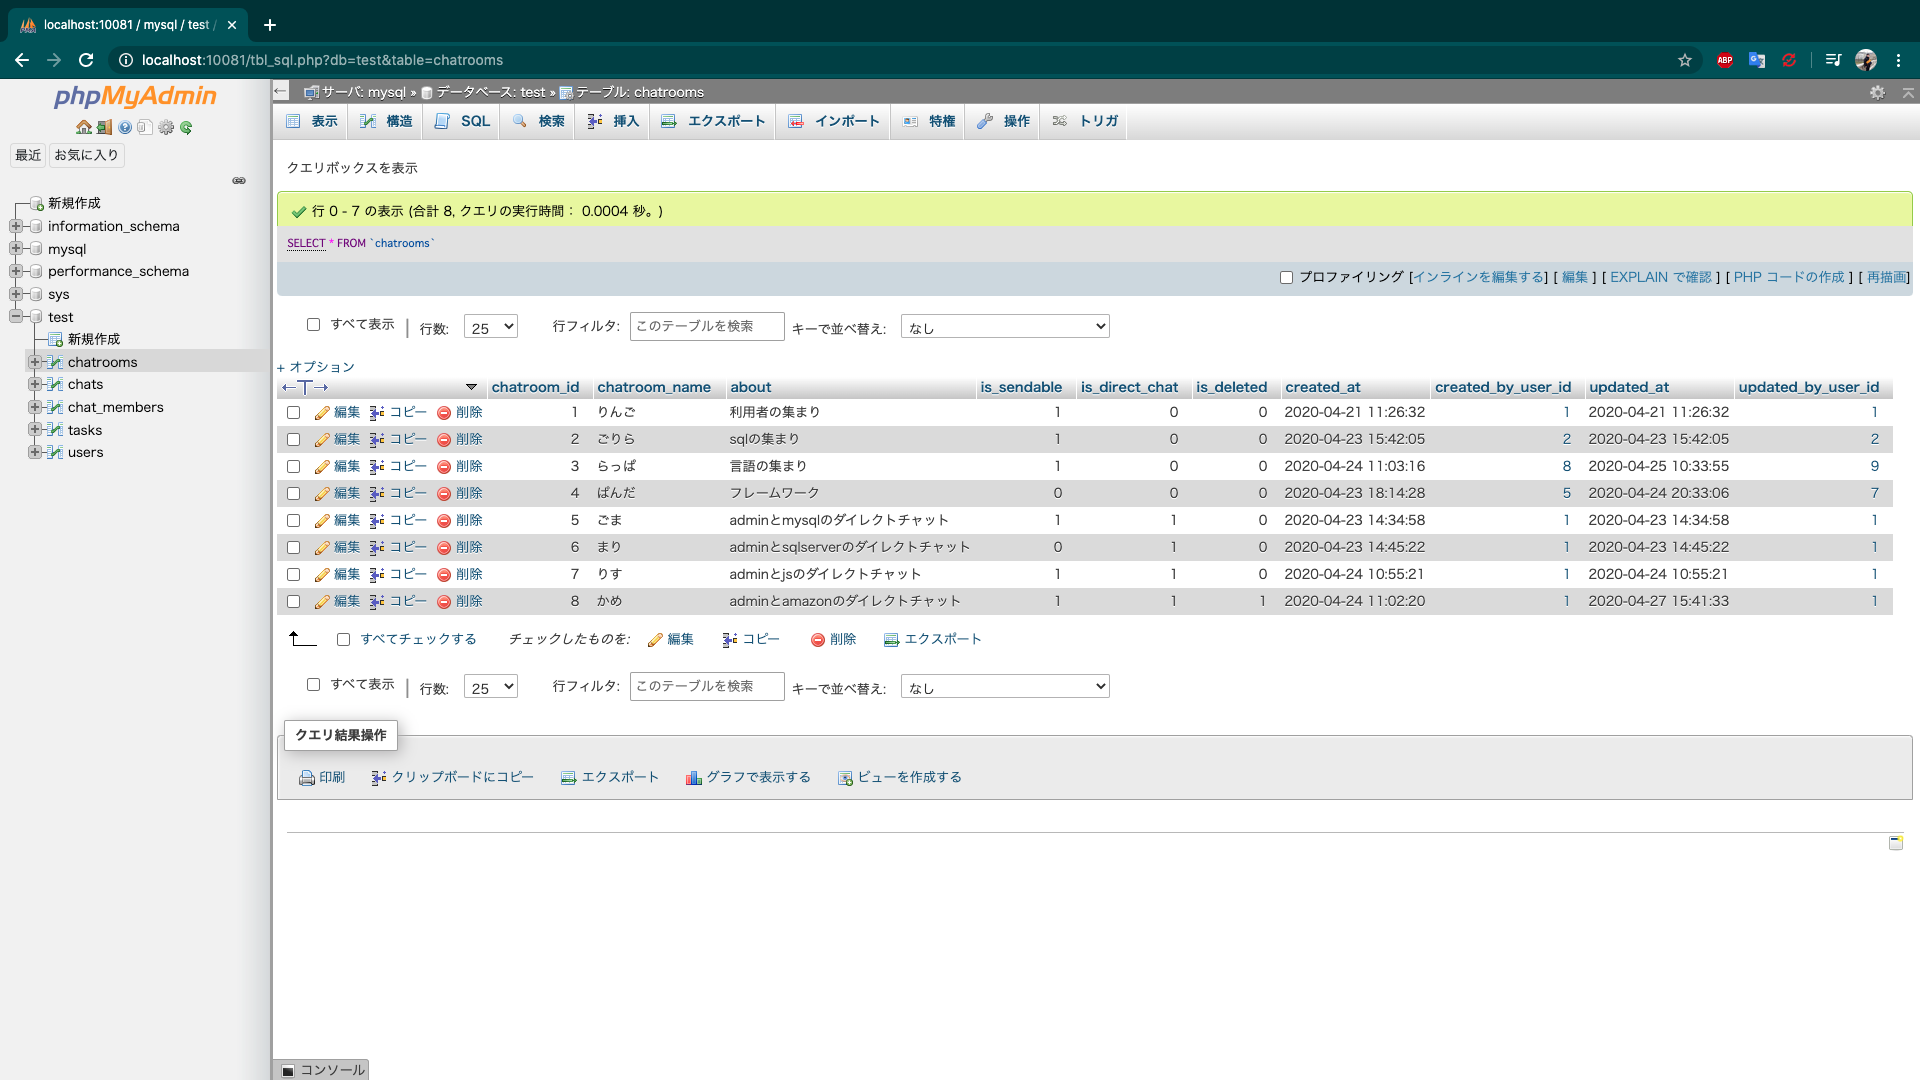 localhost:10081 / mysql / test /
localhost:10081/tbl_sql.php?db=test&table=chatrooms
ABP
phpMyAdmin
最近 お気に入り
新規作成
information_schema
mysql
performance_schema
sys
test
新規作成
chatrooms
chats
chat_members
tasks
users
サーバ: mysql » データベース: test » テーブル: chatrooms
表示 構造 SQL 検索 挿入 エクスポート インポート 特権 操作 トリガ
クエリボックスを表示
行 0 - 7 の表示 (合計 8, クエリの実行時間： 0.0004 秒。)
SELECT * FROM `chatrooms`
プロファイリング [インラインを編集する] [ 編集 ] [ EXPLAIN で確認 ] [ PHP コードの作成 ] [ 再描画]
すべて表示 | 行数: 25 行フィルタ: このテーブルを検索 キーで並べ替え: なし
+ オプション
←T→ chatroom_id chatroom_name about is_sendable is_direct_chat is_deleted created_at created_by_user_id updated_at updated_by_user_id
編集 コピー 削除 1 りんご 利用者の集まり 1 0 0 2020-04-21 11:26:32 1 2020-04-21 11:26:32 1
編集 コピー 削除 2 ごりら sqlの集まり 1 0 0 2020-04-23 15:42:05 2 2020-04-23 15:42:05 2
編集 コピー 削除 3 らっぱ 言語の集まり 1 0 0 2020-04-24 11:03:16 8 2020-04-25 10:33:55 9
編集 コピー 削除 4 ぱんだ フレームワーク 0 0 0 2020-04-23 18:14:28 5 2020-04-24 20:33:06 7
編集 コピー 削除 5 ごま adminとmysqlのダイレクトチャット 1 1 0 2020-04-23 14:34:58 1 2020-04-23 14:34:58 1
編集 コピー 削除 6 まり adminとsqlserverのダイレクトチャット 0 1 0 2020-04-23 14:45:22 1 2020-04-23 14:45:22 1
編集 コピー 削除 7 りす adminとjsのダイレクトチャット 1 1 0 2020-04-24 10:55:21 1 2020-04-24 10:55:21 1
編集 コピー 削除 8 かめ adminとamazonのダイレクトチャット 1 1 1 2020-04-24 11:02:20 1 2020-04-27 15:41:33 1
すべてチェックする チェックしたものを: 編集 コピー 削除 エクスポート
すべて表示 | 行数: 25 行フィルタ: このテーブルを検索 キーで並べ替え: なし
クエリ結果操作
印刷 クリップボードにコピー エクスポート グラフで表示する ビューを作成する
コンソール